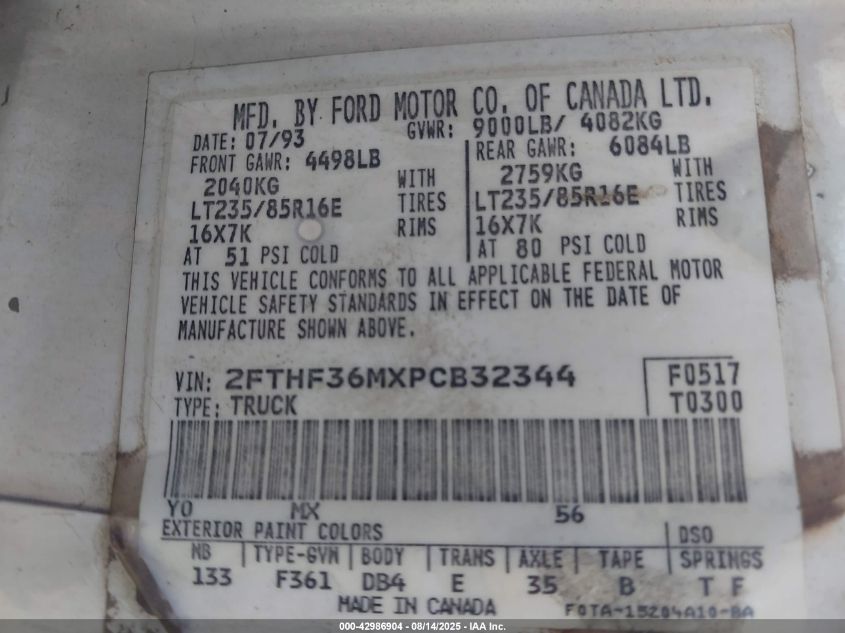 MFD. BY FORD MOTOR CO. OF CANADA LTD.
DATE: 07/93 GVWR: 9000LB/ 4082KG
FRONT GAWR: 4498LB REAR GAWR: 6084LB
2040KG WITH 2759KG WITH
LT235/85R16E TIRES LT235/85R16E TIRES
16X7K RIMS 16X7K RIMS
AT 51 PSI COLD AT 80 PSI COLD
THIS VEHICLE CONFORMS TO ALL APPLICABLE FEDERAL MOTOR
VEHICLE SAFETY STANDARDS IN EFFECT ON THE DATE OF
MANUFACTURE SHOWN ABOVE.
VIN: 2FTHF36MXPCB32344 F0517
TYPE: TRUCK T0300
YO MX 56
EXTERIOR PAINT COLORS DSO
WB TYPE-GVM BODY TRANS AXLE TAPE SPRINGS
133 F361 DB4 E 35 B T F
MADE IN CANADA F0TA-15204A10-BA
000-42986904 - 08/14/2025 - IAA Inc.